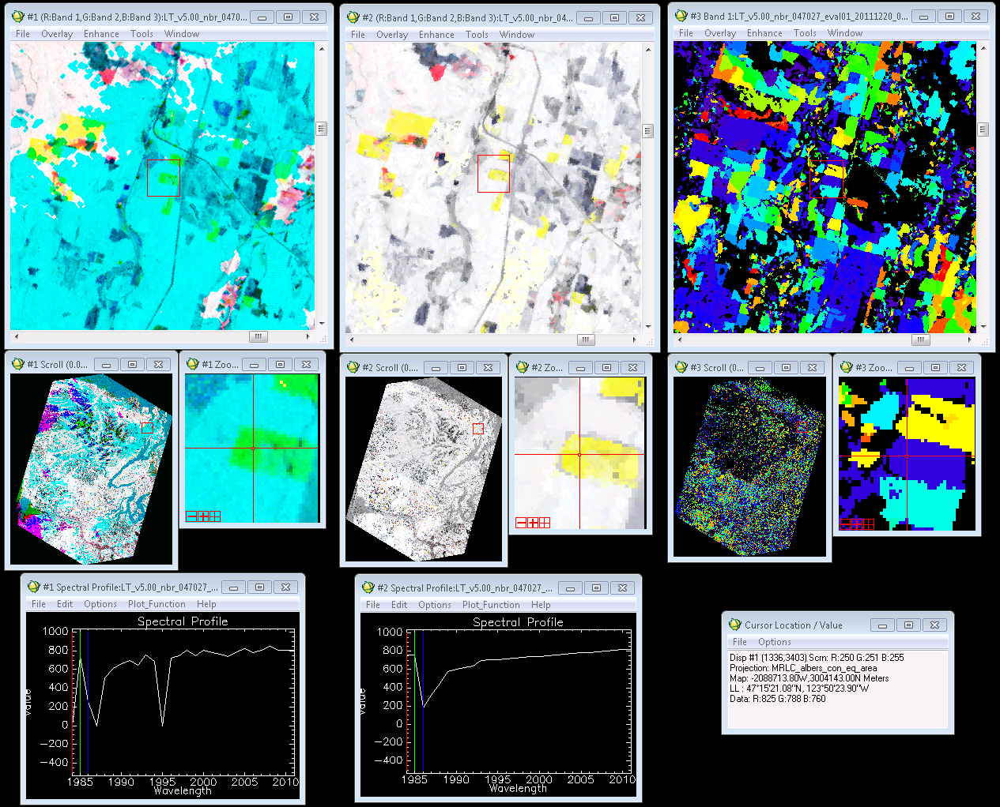 #1 (R:Band 1,G:Band 2,B:Band 3):LT_v5.00_nbr_0470...
File Overlay Enhance Tools Window
#2 (R:Band 1,G:Band 2,B:Band 3):LT_v5.00_nbr_04...
File Overlay Enhance Tools Window
#3 Band 1:LT_v5.00_nbr_047027_eval01_20111220_0...
File Overlay Enhance Tools Window
#1 Scroll (0.0...
#1 Zoo...
#2 Scroll (0....
#2 Zo...
#3 Scroll (0...
#3 Zoo...
#1 Spectral Profile:LT_v5.00_nbr_047027_...
File Edit Options Plot_Function Help
Spectral Profile
1000
800
600
400
200
0
-200
-400
Value
1985 1990 1995 2000 2005 2010
Wavelength
#2 Spectral Profile:LT_v5.00_nbr_047027_...
File Edit Options Plot_Function Help
Spectral Profile
1000
800
600
400
200
0
-200
-400
Value
1985 1990 1995 2000 2005 2010
Wavelength
Cursor Location / Value
File Options
Disp #1 (1336,3403) Scrn: R:250 G:251 B:255
Projection: MRLC_albers_con_eq_area
Map: -2088713.80W,3004143.00N Meters
LL : 47°15'21.08"N, 123°50'23.90"W
Data: R:825 G:788 B:760